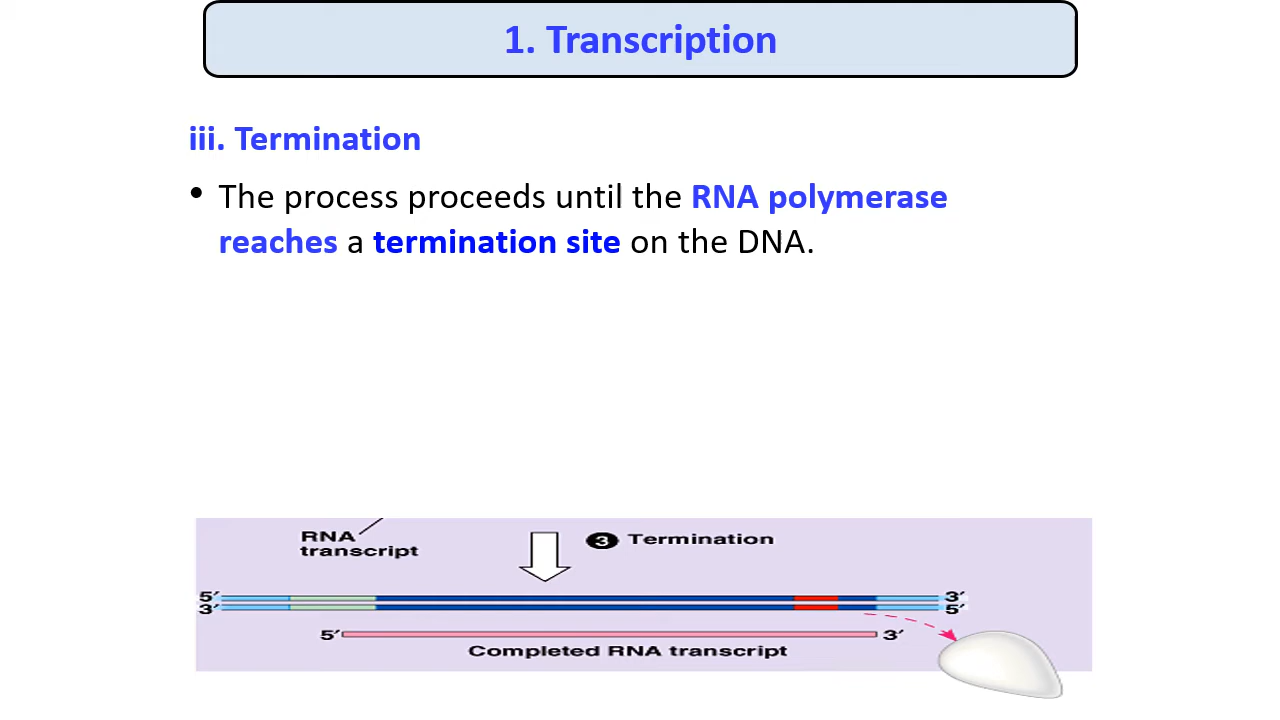 1. Transcription
iii. Termination
• The process proceeds until the RNA polymerase
reaches a termination site on the DNA.
RNA
transcript
3 Termination
5′ 3′
3′ 5′
5′ 3′
Completed RNA transcript